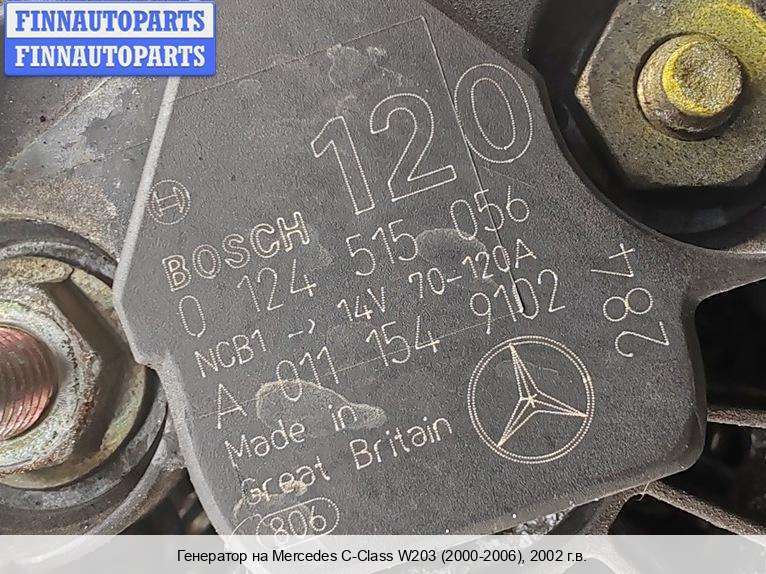 FINNAUTOPARTS
FINNAUTOPARTS
120
BOSCH
0 124 515 056
NCB1 -> 14V 70-120A
A 011 154 9102
284
Made in
Great Britain
806
Генератор на Mercedes C-Class W203 (2000-2006), 2002 г.в.